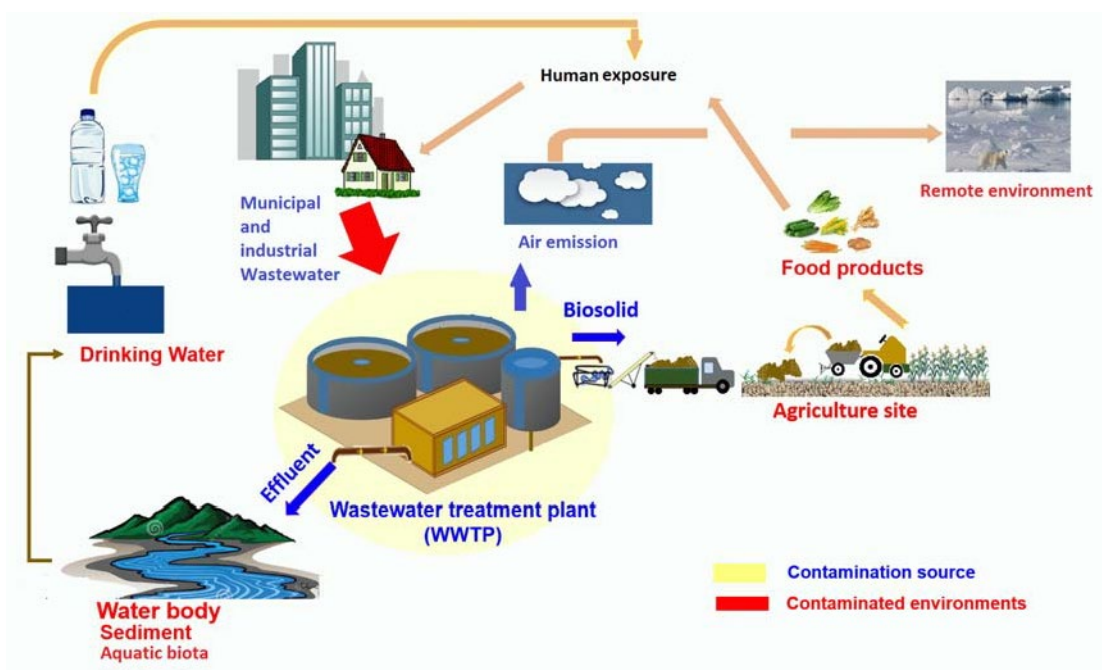 Human exposure
Remote environment
Municipal
and
industrial
Wastewater
Air emission
Food products
Drinking Water
Biosolid
Agriculture site
Effluent
Wastewater treatment plant
(WWTP)
Water body
Sediment
Aquatic biota
Contamination source
Contaminated environments